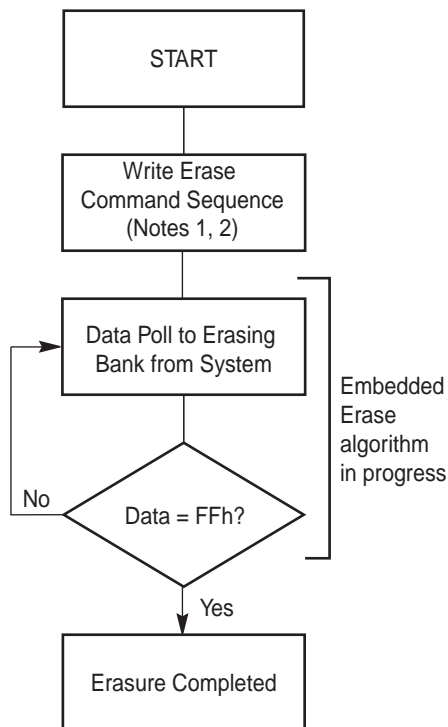 START
Write Erase
Command Sequence
(Notes 1, 2)
Data Poll to Erasing
Bank from System
Embedded
Erase
algorithm
in progress
No
Data = FFh?
Yes
Erasure Completed